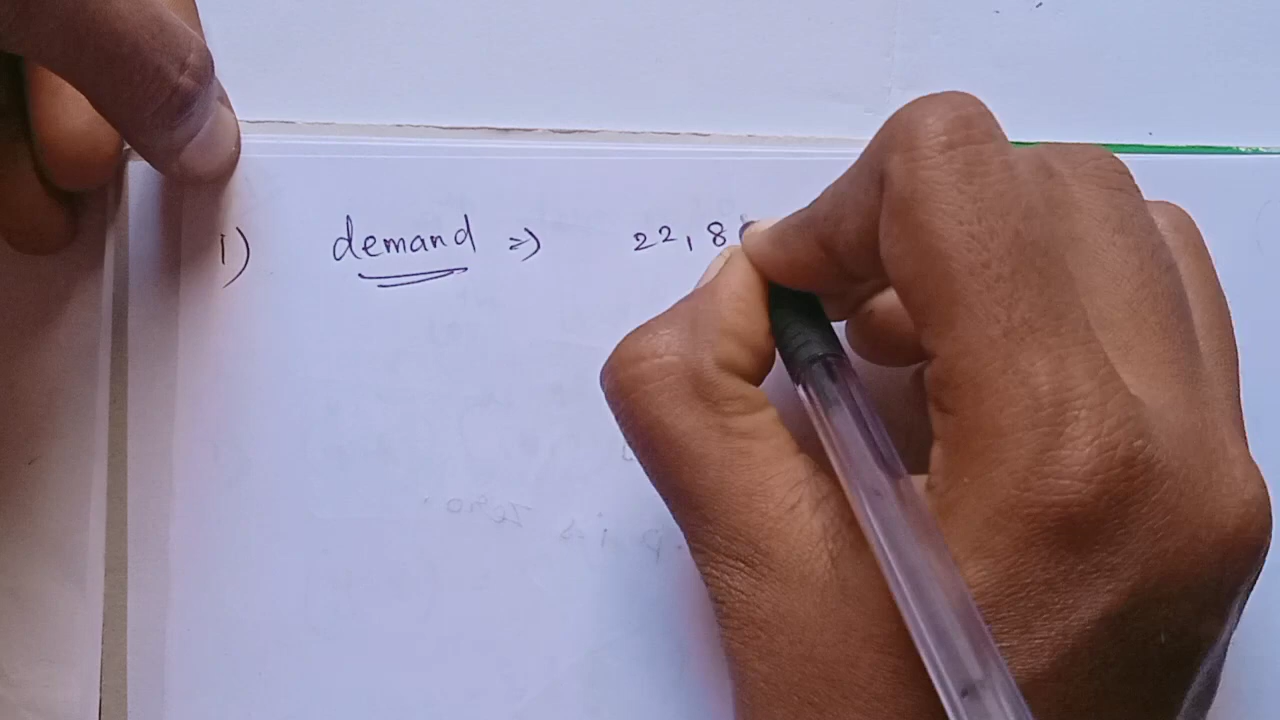 1) demand => 22,8